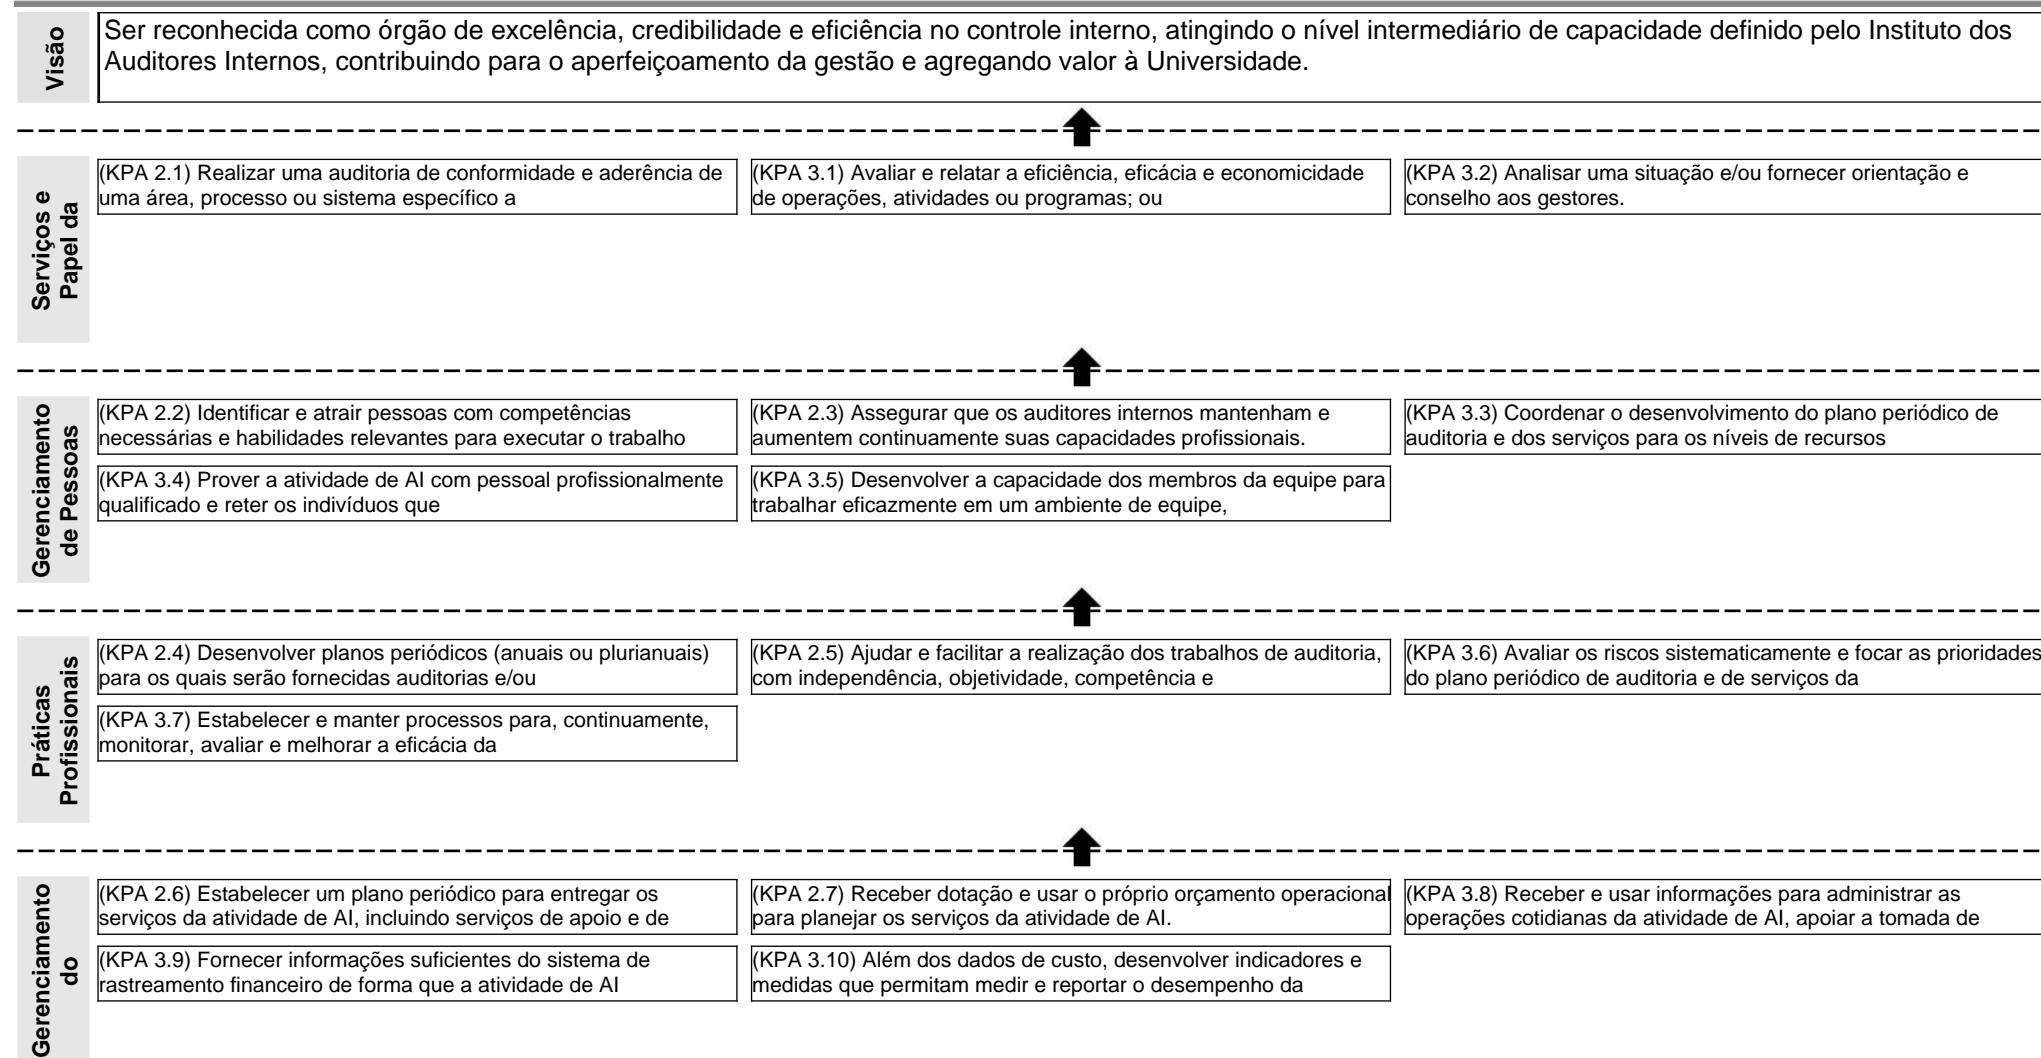 Visão
Ser reconhecida como órgão de excelência, credibilidade e eficiência no controle interno, atingindo o nível intermediário de capacidade definido pelo Instituto dos
Auditores Internos, contribuindo para o aperfeiçoamento da gestão e agregando valor à Universidade.
Serviços e
Papel da
(KPA 2.1) Realizar uma auditoria de conformidade e aderência de
uma área, processo ou sistema específico a
(KPA 3.1) Avaliar e relatar a eficiência, eficácia e economicidade
de operações, atividades ou programas; ou
(KPA 3.2) Analisar uma situação e/ou fornecer orientação e
conselho aos gestores.
Gerenciamento
de Pessoas
(KPA 2.2) Identificar e atrair pessoas com competências
necessárias e habilidades relevantes para executar o trabalho
(KPA 2.3) Assegurar que os auditores internos mantenham e
aumentem continuamente suas capacidades profissionais.
(KPA 3.3) Coordenar o desenvolvimento do plano periódico de
auditoria e dos serviços para os níveis de recursos
(KPA 3.4) Prover a atividade de AI com pessoal profissionalmente
qualificado e reter os indivíduos que
(KPA 3.5) Desenvolver a capacidade dos membros da equipe para
trabalhar eficazmente em um ambiente de equipe,
Práticas
Profissionais
(KPA 2.4) Desenvolver planos periódicos (anuais ou plurianuais)
para os quais serão fornecidas auditorias e/ou
(KPA 2.5) Ajudar e facilitar a realização dos trabalhos de auditoria,
com independência, objetividade, competência e
(KPA 3.6) Avaliar os riscos sistematicamente e focar as prioridades
do plano periódico de auditoria e de serviços da
(KPA 3.7) Estabelecer e manter processos para, continuamente,
monitorar, avaliar e melhorar a eficácia da
Gerenciamento
do
(KPA 2.6) Estabelecer um plano periódico para entregar os
serviços da atividade de AI, incluindo serviços de apoio e de
(KPA 2.7) Receber dotação e usar o próprio orçamento operacional
para planejar os serviços da atividade de AI.
(KPA 3.8) Receber e usar informações para administrar as
operações cotidianas da atividade de AI, apoiar a tomada de
(KPA 3.9) Fornecer informações suficientes do sistema de
rastreamento financeiro de forma que a atividade de AI
(KPA 3.10) Além dos dados de custo, desenvolver indicadores e
medidas que permitam medir e reportar o desempenho da